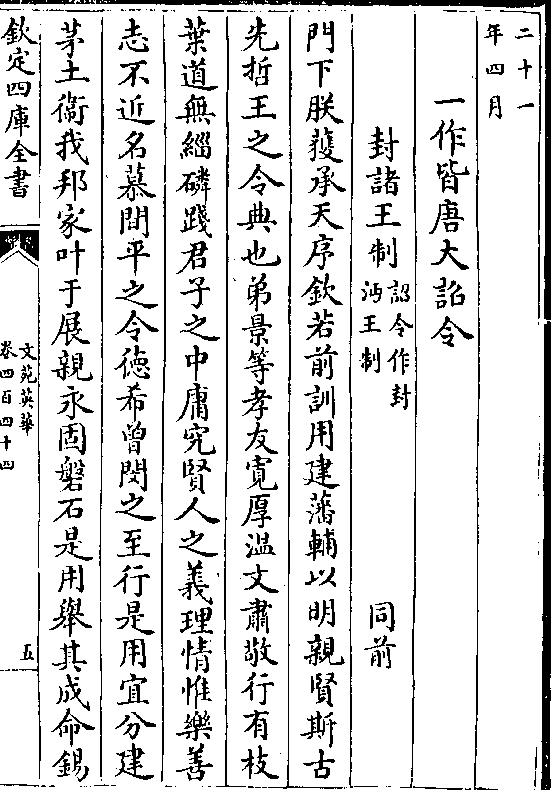 二十一
年四月
一作皆唐大詔令
封諸王制 詔令作封
沔王制 同前
門下朕獲承天序欽若前訓用建藩輔以明親賢斯古
先哲王之令典也弟景等孝友寛厚温文肅敬行有枝
葉道無緇磷踐君子之中庸究賢人之義理情惟樂善
志不近名慕間平之令徳希曾閔之至行是用宜分建
茅土衞我邦家叶于展親永固磐石是用舉其成命錫
欽定四庫全書
文苑英華
卷四百四十四
五